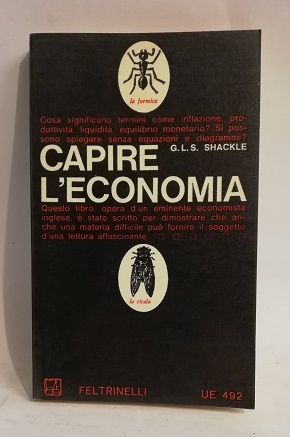 la formica
Cosa significano termini come inflazione, pro-
duttività, liquidità, equilibrio monetario? Si pos-
sono spiegare senza equazioni e diagrammi?
G.L.S. SHACKLE
CAPIRE
L'ECONOMIA
Questo libro, opera d'un eminente economista
inglese, è stato scritto per dimostrare che an-
che una materia difficile può fornire il soggetto
d'una lettura affascinante.
la cicala
FELTRINELLI
UE 492